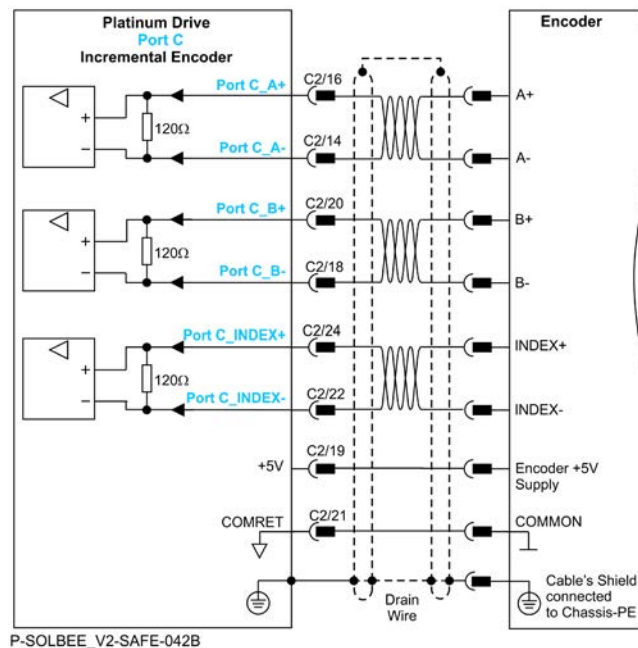 Platinum Drive
Port C
Incremental Encoder
Encoder
Port C_A+
C2/16
A+
+
120Ω
−
Port C_A-
C2/14
A-
Port C_B+
C2/20
B+
+
120Ω
−
Port C_B-
C2/18
B-
Port C_INDEX+
C2/24
INDEX+
+
120Ω
−
Port C_INDEX-
C2/22
INDEX-
+5V
C2/19
Encoder +5V
Supply
COMRET
C2/21
COMMON
Drain
Wire
Cable's Shield
connected
to Chassis-PE
P-SOLBEE_V2-SAFE-042B